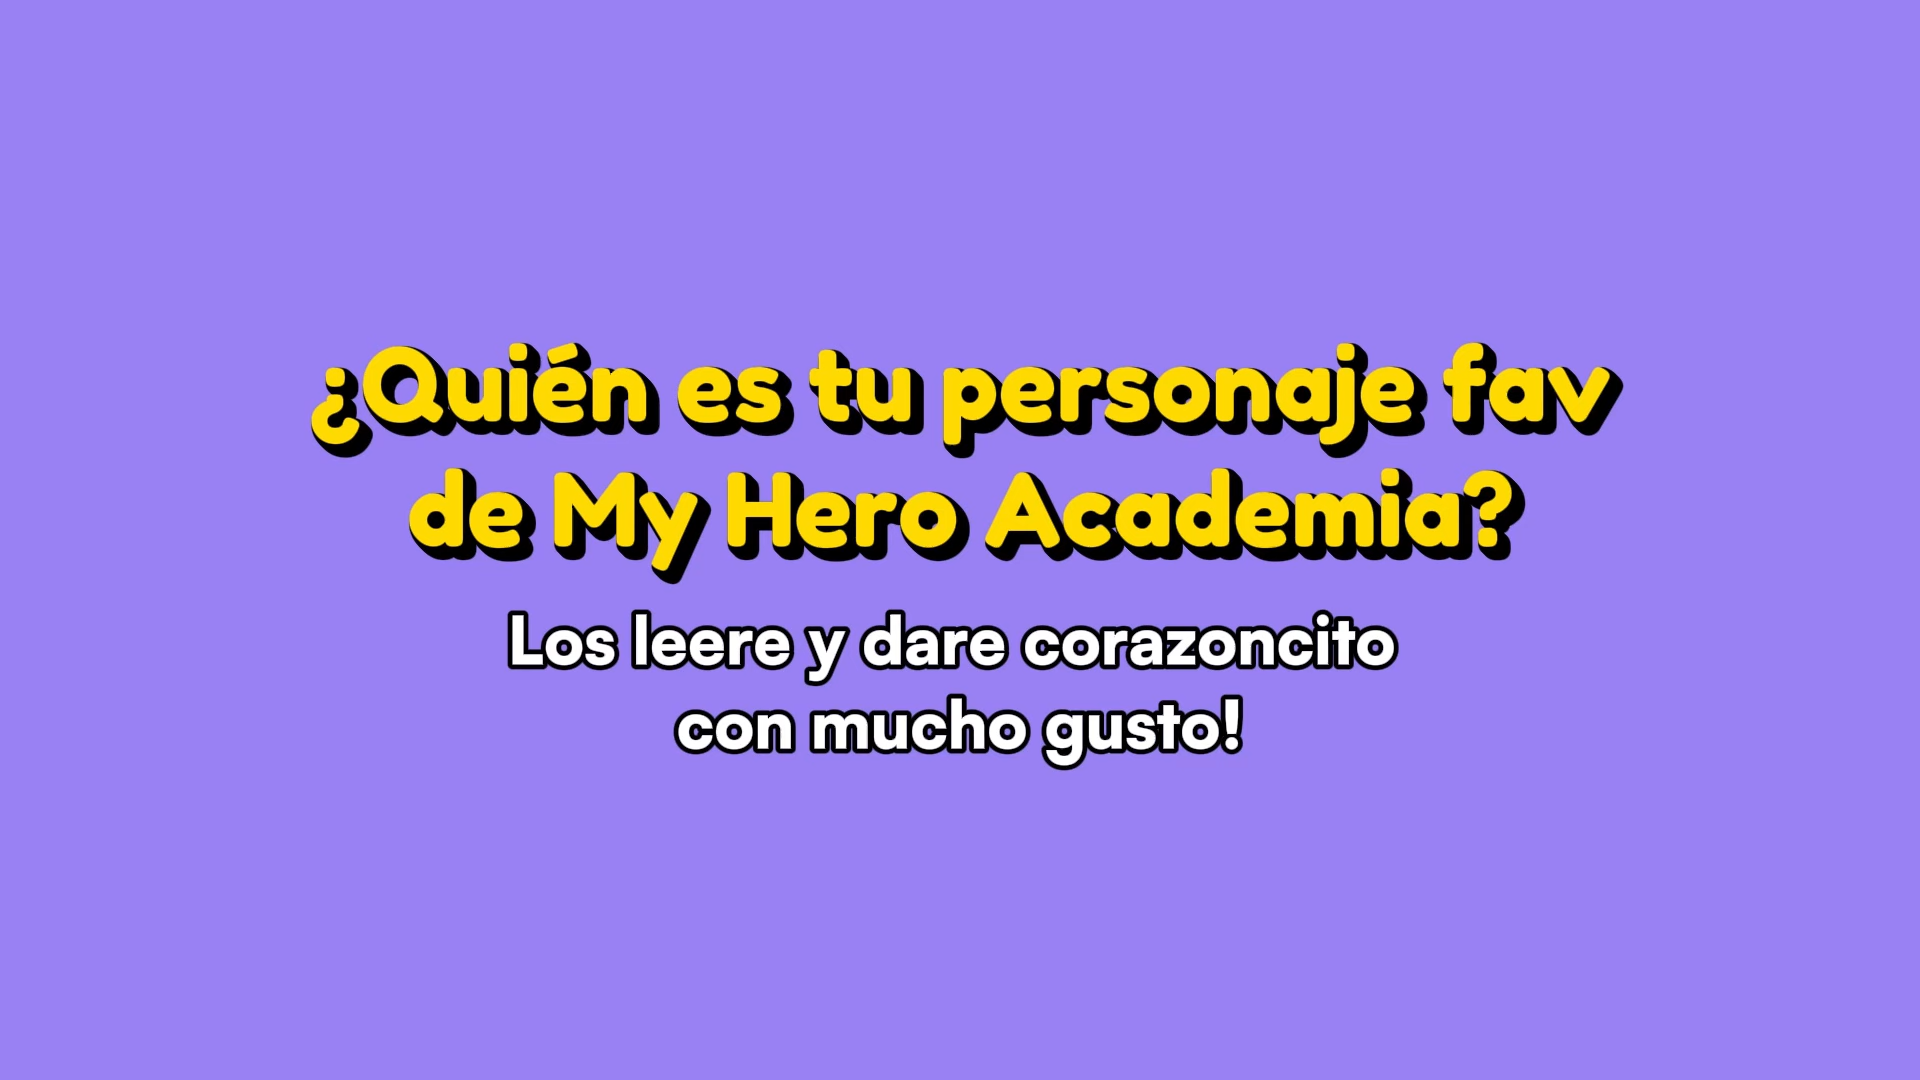 ¿Quién es tu personaje fav
de My Hero Academia?
Los leere y dare corazoncito
con mucho gusto!